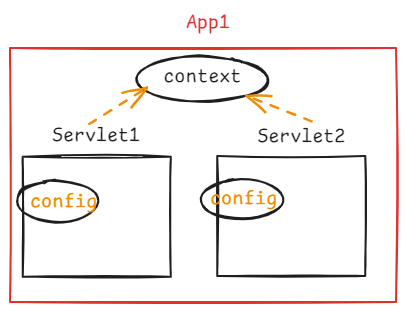 App1
context
Servlet1
Servlet2
config
config